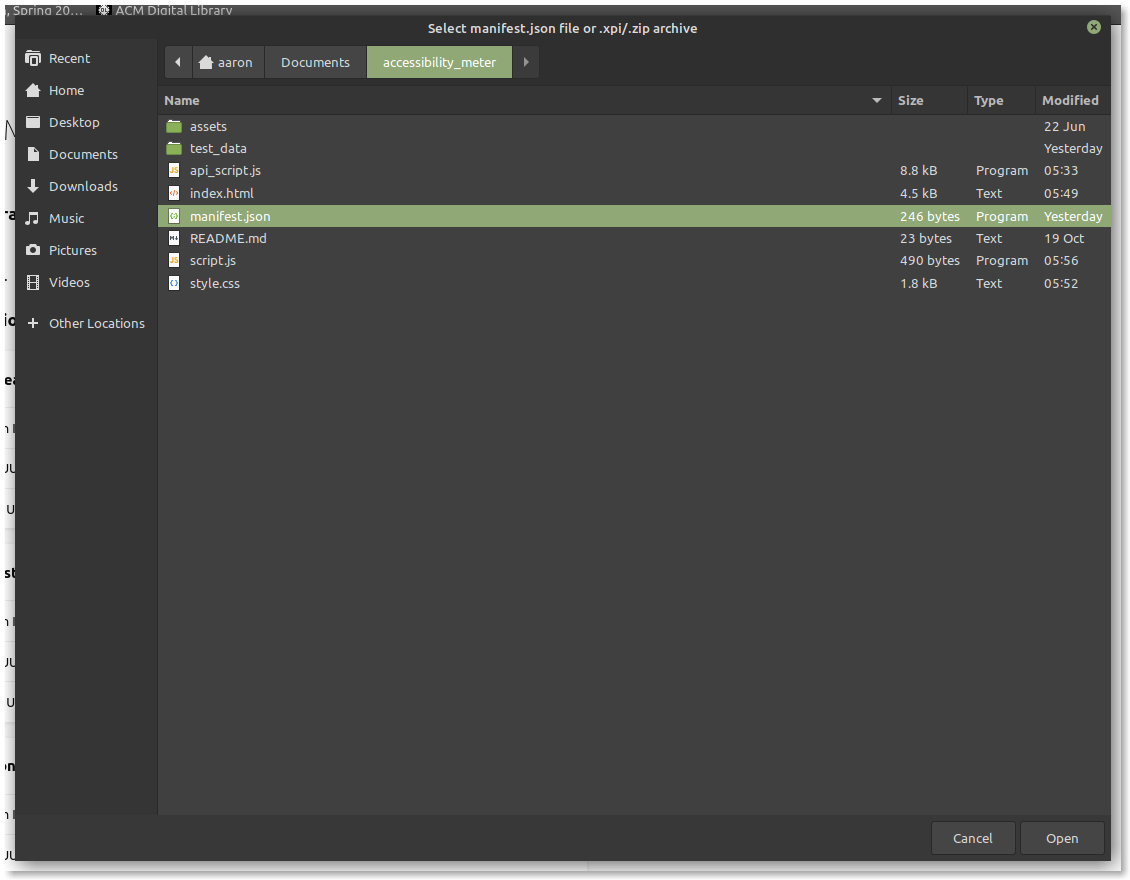 Spring 20... ACM Digital Library
Select manifest.json file or .xpi/.zip archive
Recent
Home
Desktop
Documents
Downloads
Music
Pictures
Videos
Other Locations
aaron Documents accessibility_meter
Name Size Type Modified
assets 22 Jun
test_data Yesterday
api_script.js 8.8 kB Program 05:33
index.html 4.5 kB Text 05:49
manifest.json 246 bytes Program Yesterday
README.md 23 bytes Text 19 Oct
script.js 490 bytes Program 05:56
style.css 1.8 kB Text 05:52
Cancel Open